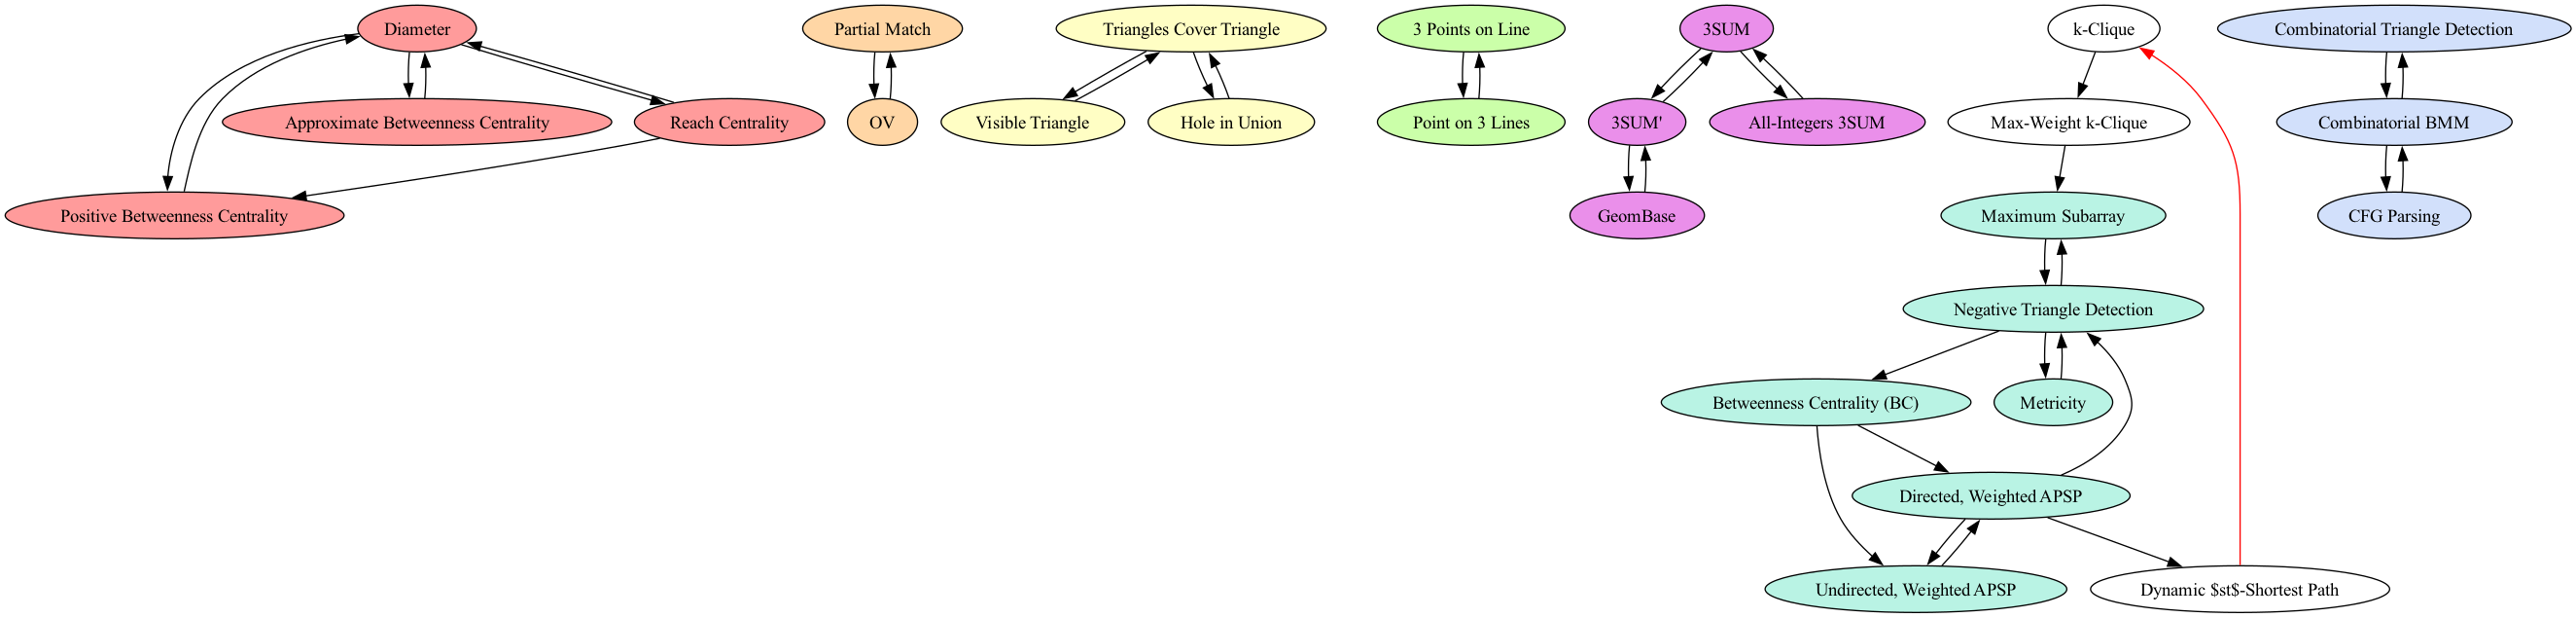 Diameter
Partial Match
Triangles Cover Triangle
3 Points on Line
3SUM
k-Clique
Combinatorial Triangle Detection
Approximate Betweenness Centrality
Reach Centrality
OV
Visible Triangle
Hole in Union
Point on 3 Lines
3SUM'
All-Integers 3SUM
Max-Weight k-Clique
Combinatorial BMM
Positive Betweenness Centrality
GeomBase
Maximum Subarray
CFG Parsing
Negative Triangle Detection
Betweenness Centrality (BC)
Metricity
Directed, Weighted APSP
Undirected, Weighted APSP
Dynamic $st$-Shortest Path